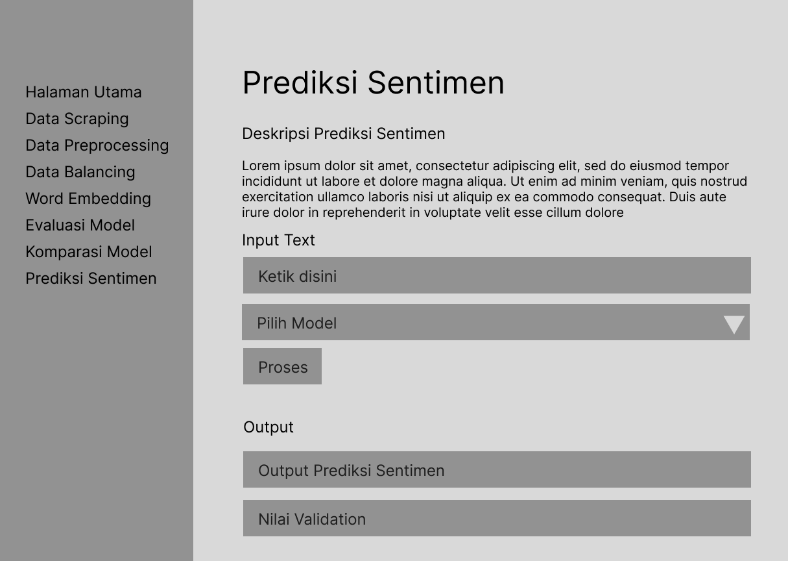 Halaman Utama
Data Scraping
Data Preprocessing
Data Balancing
Word Embedding
Evaluasi Model
Komparasi Model
Prediksi Sentimen
Prediksi Sentimen
Deskripsi Prediksi Sentimen
Lorem ipsum dolor sit amet, consectetur adipiscing elit, sed do eiusmod tempor
incididunt ut labore et dolore magna aliqua. Ut enim ad minim veniam, quis nostrud
exercitation ullamco laboris nisi ut aliquip ex ea commodo consequat. Duis aute
irure dolor in reprehenderit in voluptate velit esse cillum dolore
Input Text
Ketik disini
Pilih Model
Proses
Output
Output Prediksi Sentimen
Nilai Validation